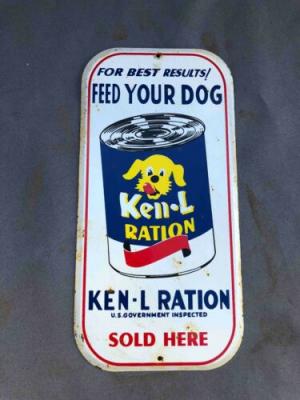 FOR BEST RESULTS!
FEED YOUR DOG
Ken-L
RATION
KEN-L RATION
U.S. GOVERNMENT INSPECTED
SOLD HERE